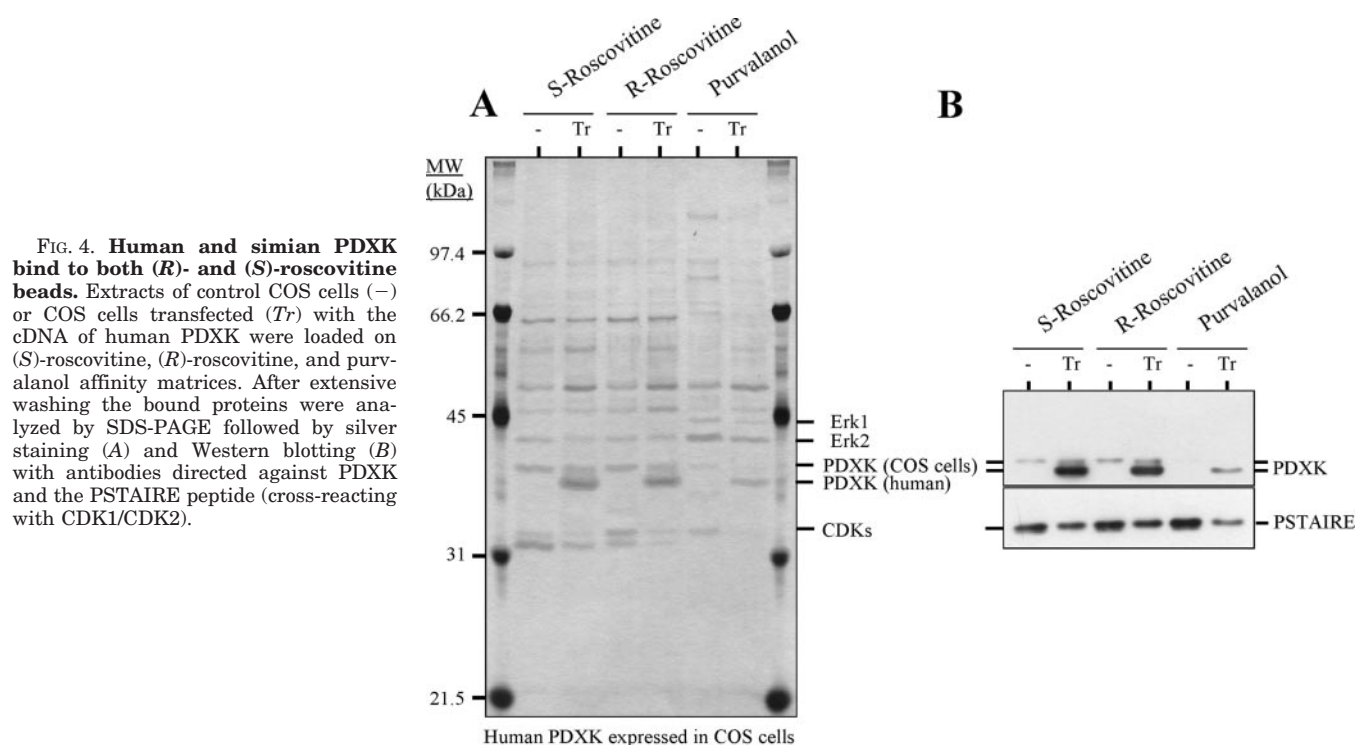 FIG. 4. Human and simian PDXK
bind to both (R)- and (S)-roscovitine
beads. Extracts of control COS cells (−)
or COS cells transfected (Tr) with the
cDNA of human PDXK were loaded on
(S)-roscovitine, (R)-roscovitine, and purv-
alanol affinity matrices. After extensive
washing the bound proteins were ana-
lyzed by SDS-PAGE followed by silver
staining (A) and Western blotting (B)
with antibodies directed against PDXK
and the PSTAIRE peptide (cross-reacting
with CDK1/CDK2).
A
S-Roscovitine
R-Roscovitine
Purvalanol
- Tr - Tr - Tr
MW
(kDa)
97.4
66.2
45
31
21.5
Erk1
Erk2
PDXK (COS cells)
PDXK (human)
CDKs
Human PDXK expressed in COS cells
B
S-Roscovitine
R-Roscovitine
Purvalanol
- Tr - Tr - Tr
PDXK
PSTAIRE